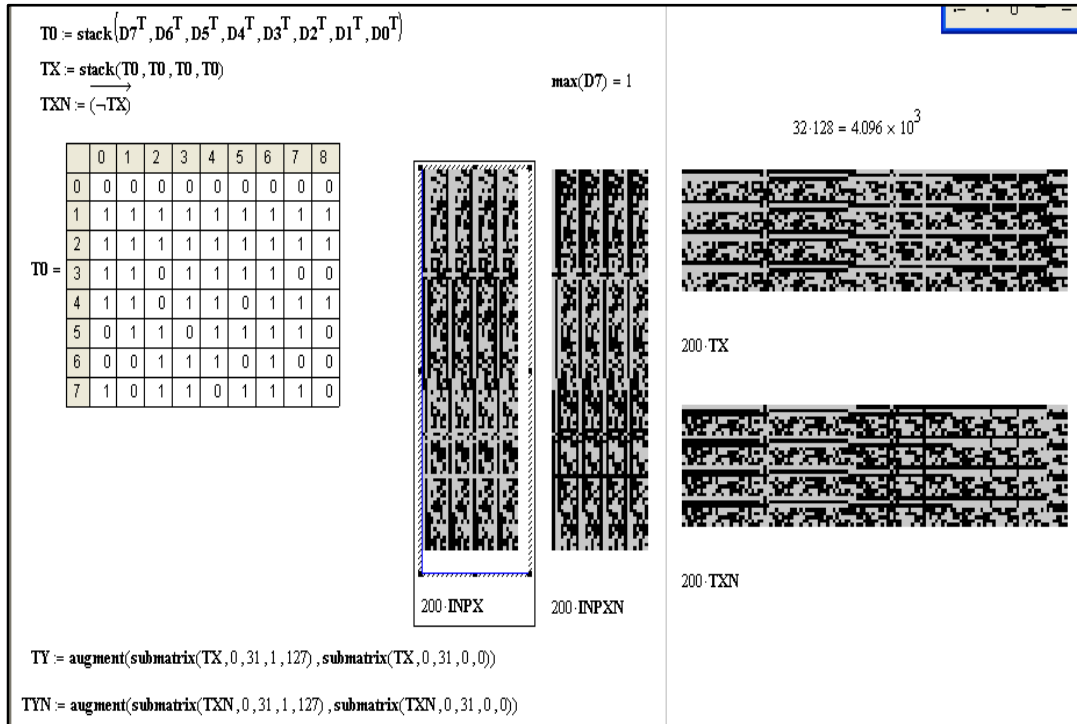 T0 := stack(D7^T, D6^T, D5^T, D4^T, D3^T, D2^T, D1^T, D0^T)
TX := stack(T0, T0, T0, T0)
max(D7) = 1
TXN := (¬TX)
32·128 = 4.096 × 10^3
0 1 2 3 4 5 6 7 8
0 0 0 0 0 0 0 0 0 0
1 1 1 1 1 1 1 1 1 1
2 1 1 1 1 1 1 1 1 1
T0 = 3 1 1 0 1 1 1 1 0 0
4 1 1 0 1 1 0 1 1 1
5 0 1 1 0 1 1 1 1 0
6 0 0 1 1 1 0 1 0 0
7 1 0 1 1 0 1 1 1 0
200·TX
200·TXN
200·INPX
200·INPXN
TY := augment(submatrix(TX, 0, 31, 1, 127), submatrix(TX, 0, 31, 0, 0))
TYN := augment(submatrix(TXN, 0, 31, 1, 127), submatrix(TXN, 0, 31, 0, 0))